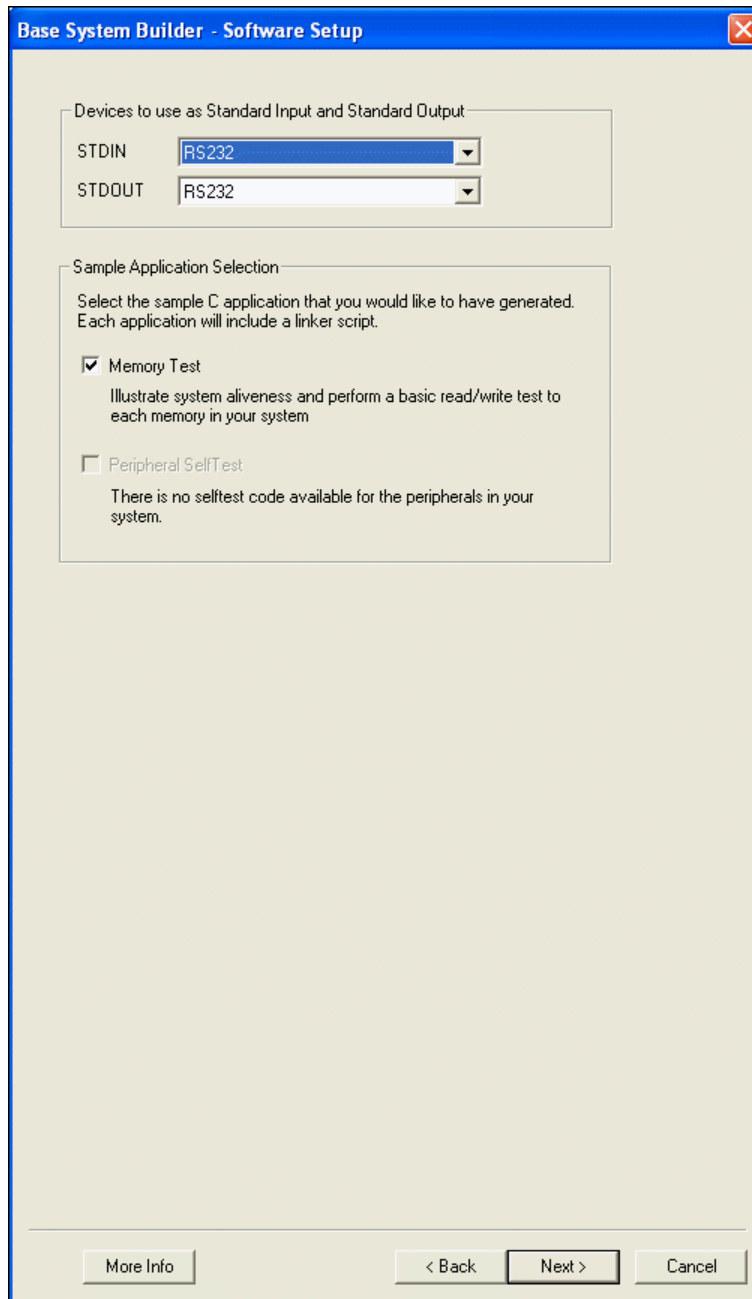 Base System Builder - Software Setup
Devices to use as Standard Input and Standard Output
STDIN RS232
STDOUT RS232
Sample Application Selection
Select the sample C application that you would like to have generated.
Each application will include a linker script.
Memory Test
Illustrate system aliveness and perform a basic read/write test to
each memory in your system
Peripheral SelfTest
There is no selftest code available for the peripherals in your
system.
More Info < Back Next > Cancel